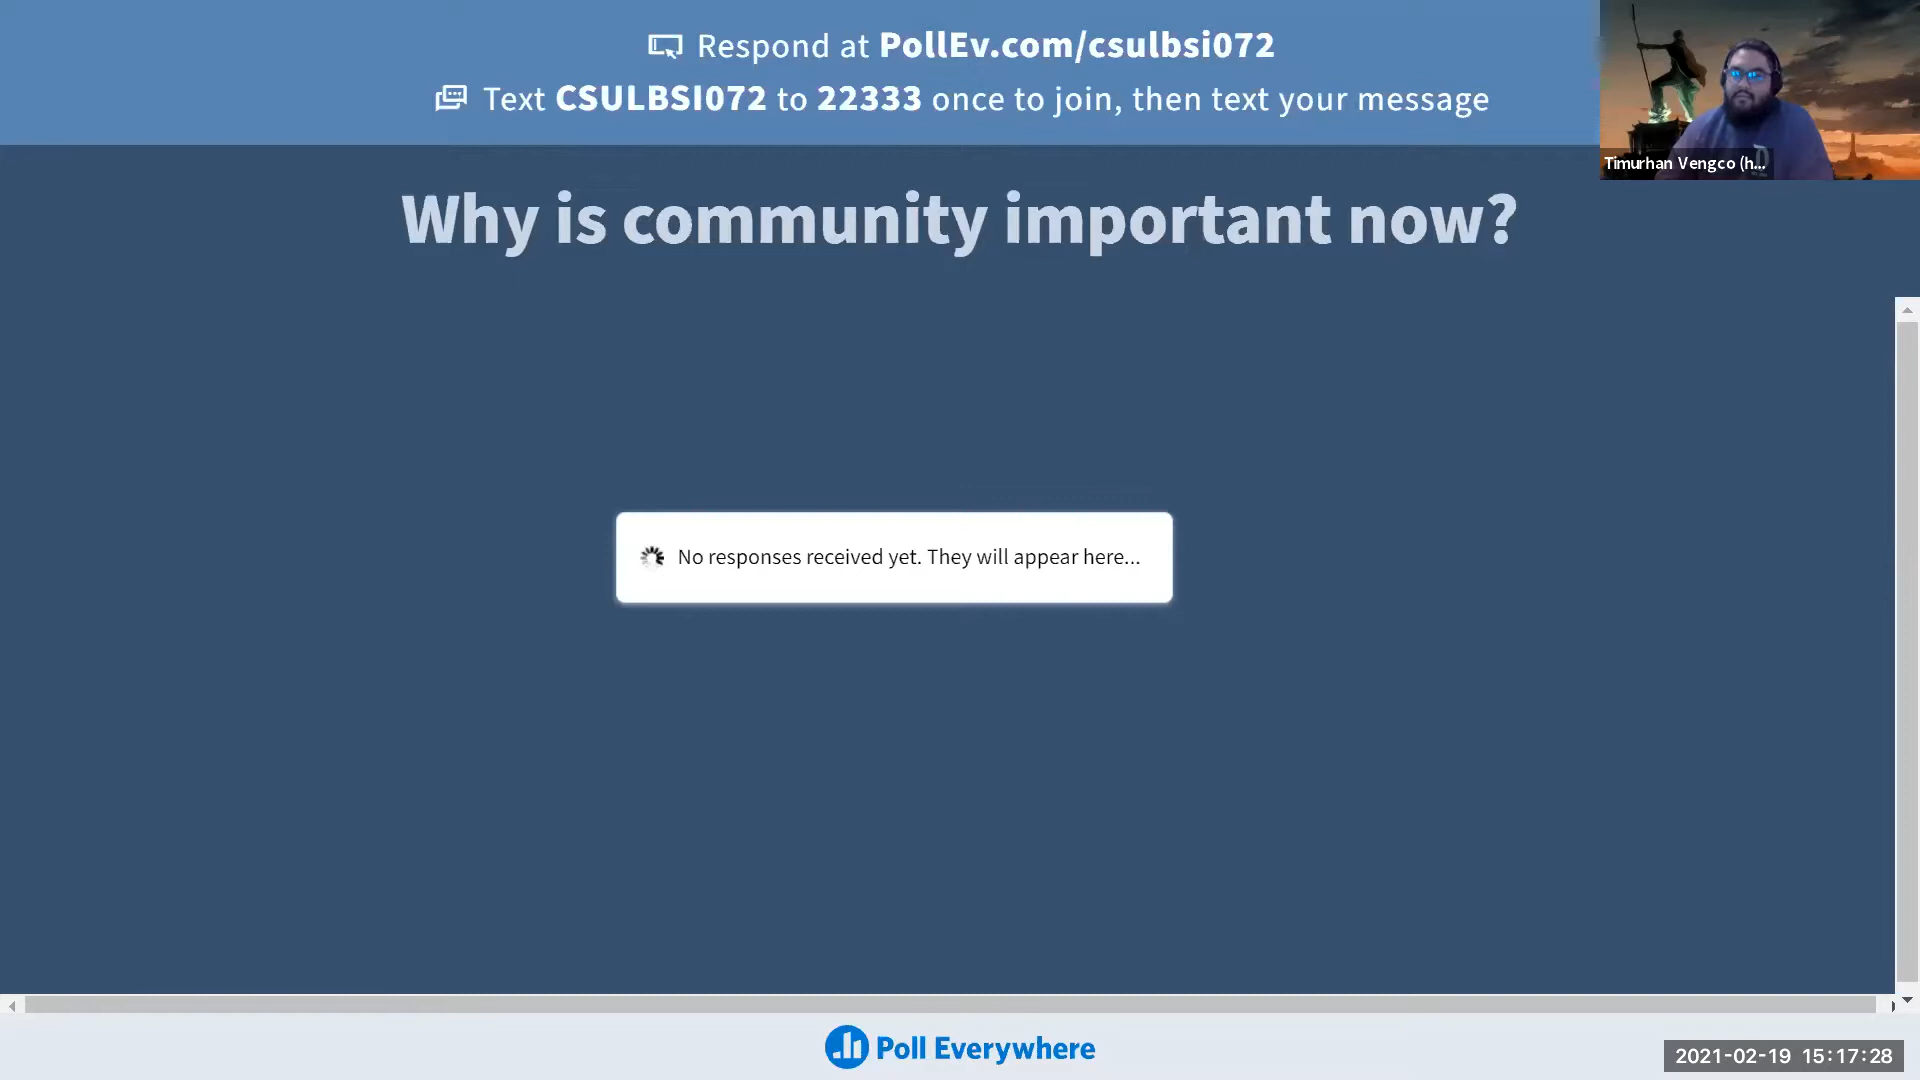 Respond at PollEv.com/csulbsi072
Text CSULBSI072 to 22333 once to join, then text your message
Timurhan Vengco (h...
Why is community important now?
No responses received yet. They will appear here...
Poll Everywhere
2021-02-19 15:17:28